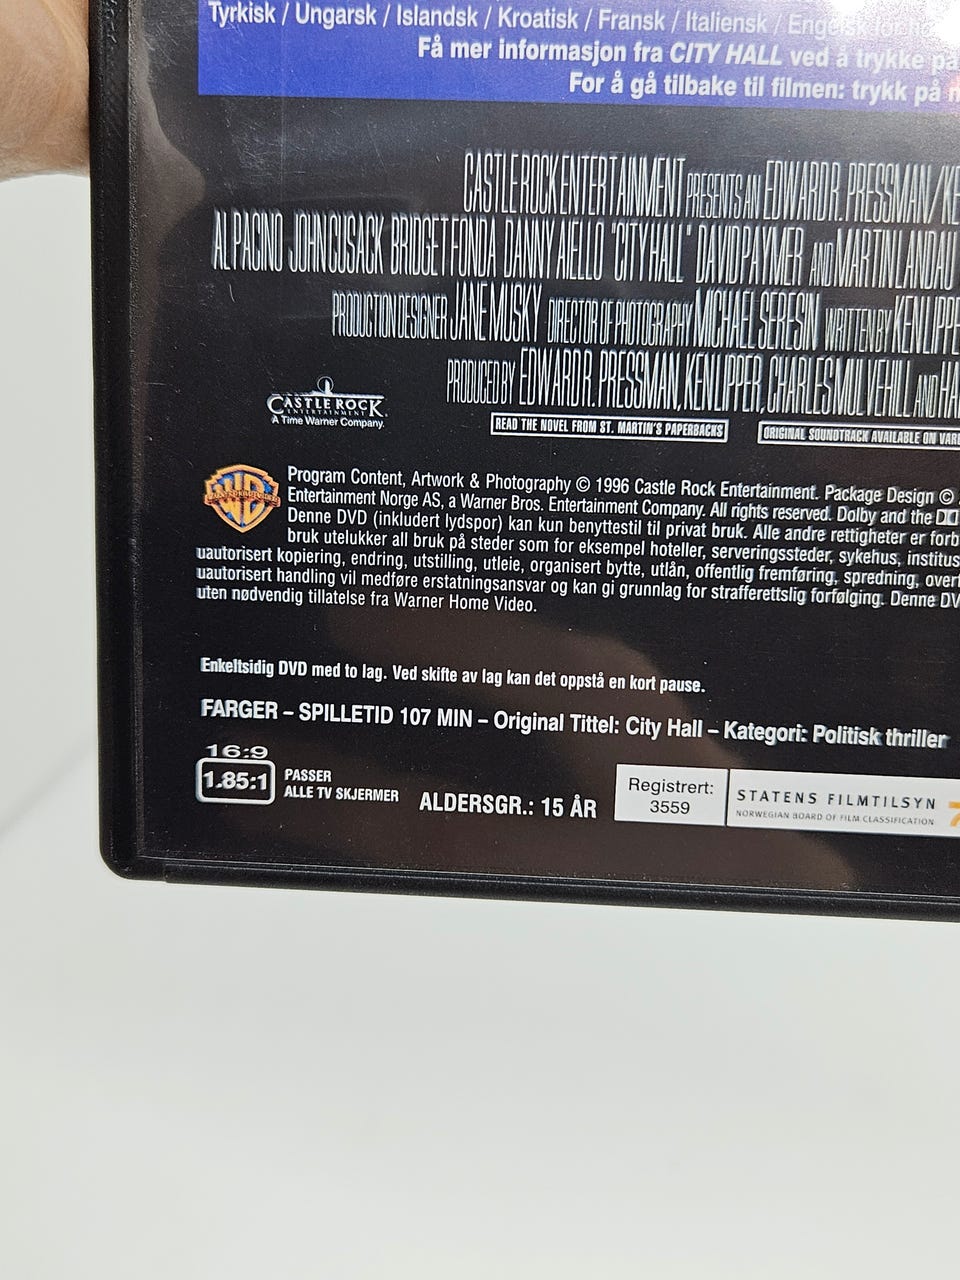 Tyrkisk / Ungarsk / Islandsk / Kroatisk / Fransk / Italiensk /
Få mer informasjon fra CITY HALL ved å trykke på
For å gå tilbake til filmen: trykk på
CASTLE ROCK ENTERTAINMENT PRESENTS AN EDWARD R. PRESSMAN/
AL PACINO JOHN CUSACK BRIDGET FONDA DANNY AIELLO "CITY HALL" DAVID PAYMER AND MARTIN LANDAU
PRODUCTION DESIGNER JANE MUSKY DIRECTOR OF PHOTOGRAPHY MICHAEL SERESIN WRITTEN BY KEN LIPPE
PRODUCED BY EDWARD R. PRESSMAN, KEN LIPPER, CHARLES MULVEHILL AND HA
CASTLE ROCK
ENTERTAINMENT
A Time Warner Company.
READ THE NOVEL FROM ST. MARTIN'S PAPERBACKS
ORIGINAL SOUNDTRACK AVAILABLE ON VARE
WB
Program Content, Artwork & Photography © 1996 Castle Rock Entertainment. Package Design ©
Entertainment Norge AS, a Warner Bros. Entertainment Company. All rights reserved. Dolby and the
Denne DVD (inkludert lydspor) kan kun benyttestil til privat bruk. Alle andre rettigheter er forb
bruk utelukker all bruk på steder som for eksempel hoteller, serveringssteder, sykehus, institus
uautorisert kopiering, endring, utstilling, utleie, organisert bytte, utlån, offentlig fremføring, spredning, overf
uautorisert handling vil medføre erstatningsansvar og kan gi grunnlag for strafferettslig forfølging. Denne DV
uten nødvendig tillatelse fra Warner Home Video.
Enkeltsidig DVD med to lag. Ved skifte av lag kan det oppstå en kort pause.
FARGER – SPILLETID 107 MIN – Original Tittel: City Hall – Kategori: Politisk thriller
16:9
1.85:1
PASSER
ALLE TV SKJERMER
ALDERSGR.: 15 ÅR
Registrert:
3559
STATENS FILMTILSYN
NORWEGIAN BOARD OF FILM CLASSIFICATION